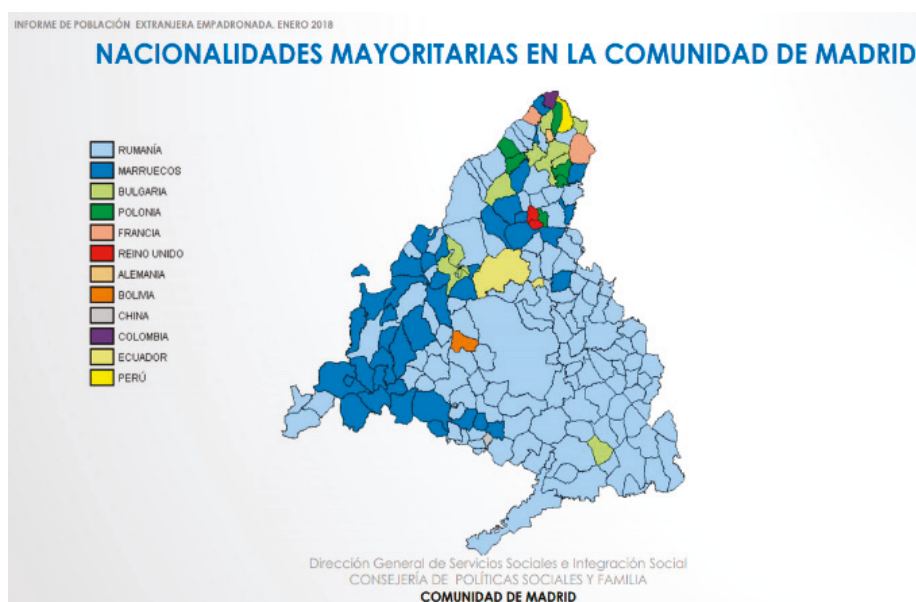 INFORME DE POBLACIÓN EXTRANJERA EMPADRONADA. ENERO 2018
NACIONALIDADES MAYORITARIAS EN LA COMUNIDAD DE MADRID
RUMANÍA
MARRUECOS
BULGARIA
POLONIA
FRANCIA
REINO UNIDO
ALEMANIA
BOLIVIA
CHINA
COLOMBIA
ECUADOR
PERÚ
Dirección General de Servicios Sociales e Integración Social
CONSEJERÍA DE POLÍTICAS SOCIALES Y FAMILIA
COMUNIDAD DE MADRID